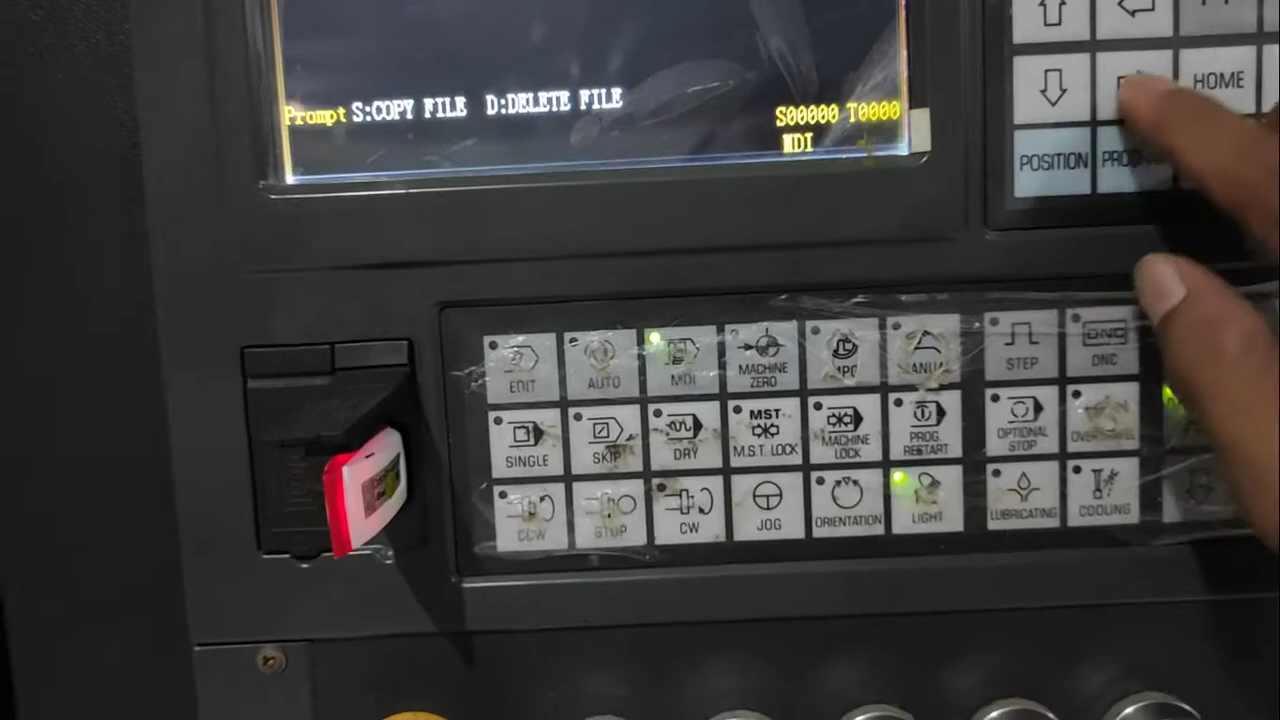 Prompt S:COPY FILE D:DELETE FILE
S00000 T0000
MDI
HOME
POSITION
EDIT
AUTO
MDI
MACHINE ZERO
STEP
DNC
DNC
SINGLE
SKIP
DRY
MST
M.S.T. LOCK
MACHINE LOCK
PROG. RESTART
OPTIONAL STOP
CCW
STOP
CW
JOG
ORIENTATION
LIGHT
LUBRICATING
COOLING